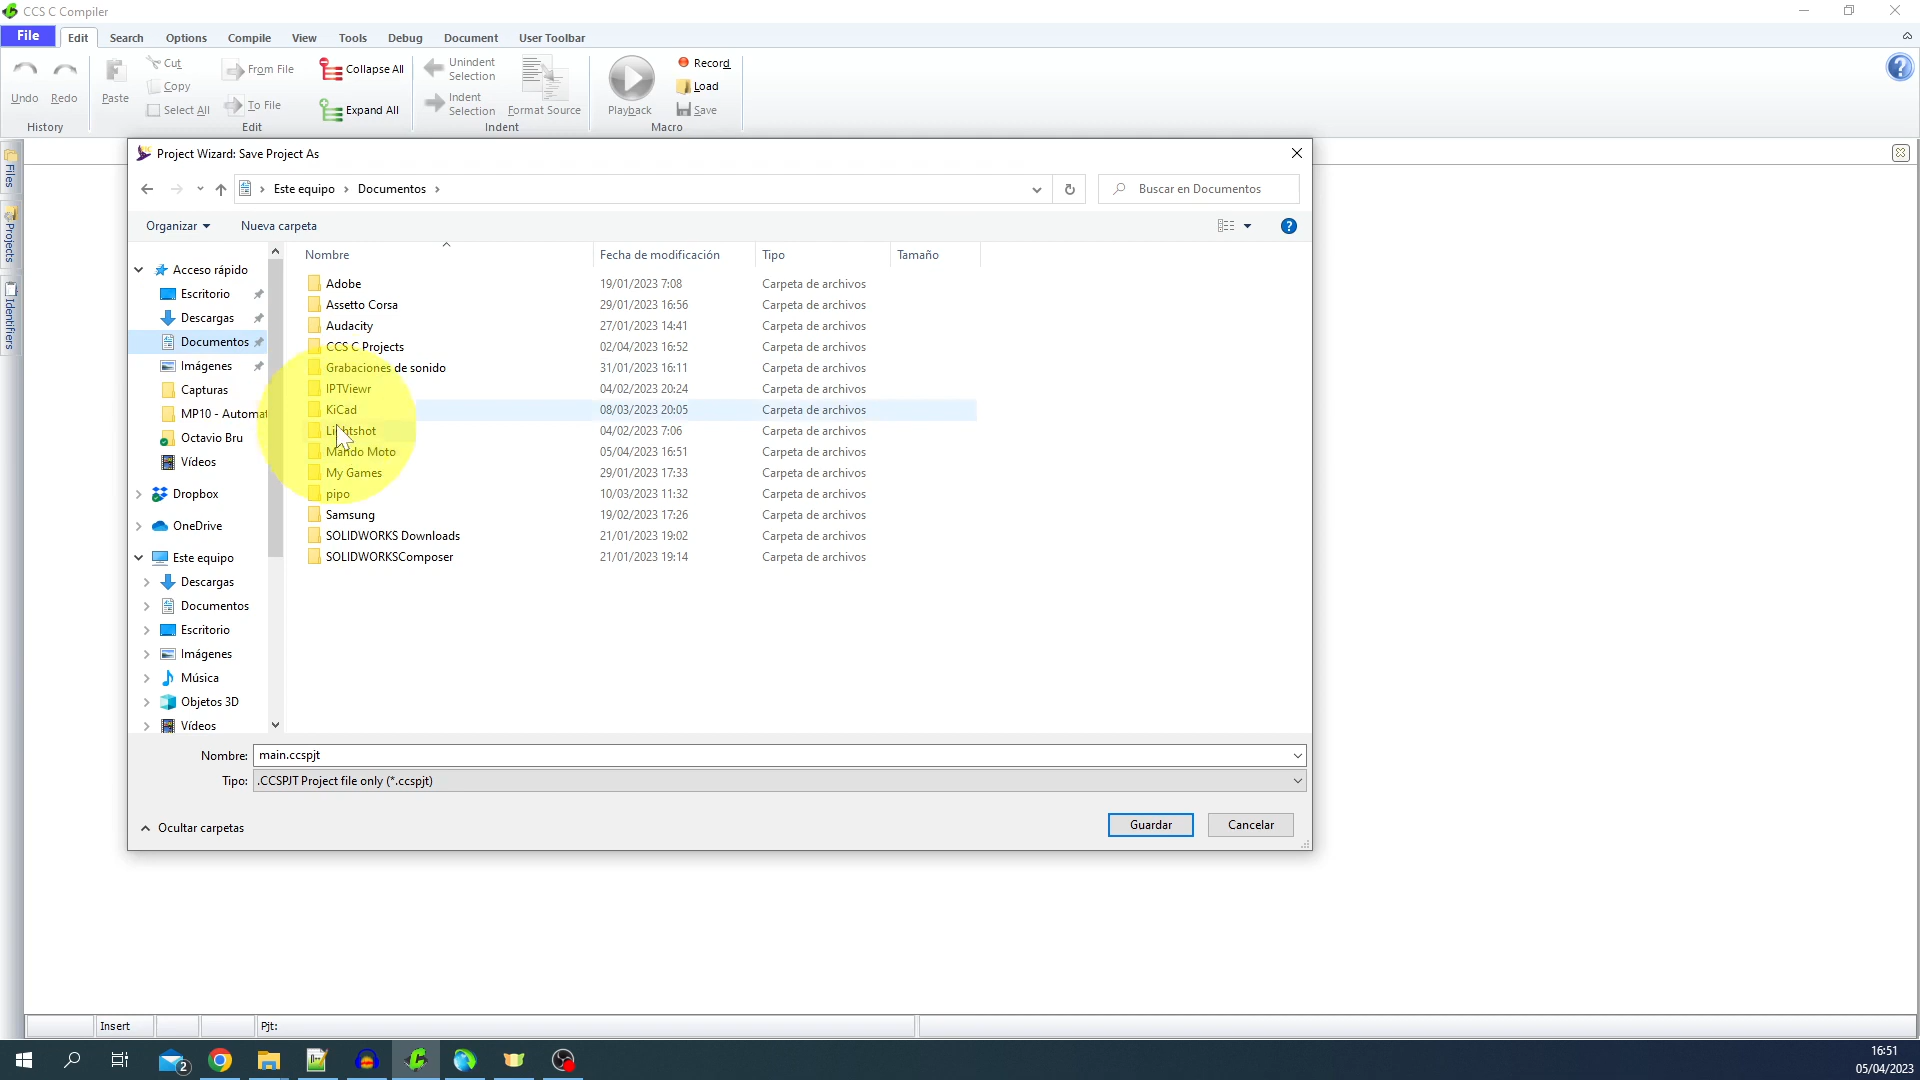 CCS C Compiler
File Edit Search Options Compile View Tools Debug Document User Toolbar
Undo Redo
History
Paste
Cut
Copy
Select All
From File
To File
Edit
Collapse All
Expand All
Unindent Selection
Indent Selection
Format Source
Indent
Playback
Record
Load
Save
Macro
Files
Projects
Identifiers
Project Wizard: Save Project As
Este equipo > Documentos >
Buscar en Documentos
Organizar Nueva carpeta
Acceso rápido
Escritorio
Descargas
Documentos
Imágenes
Capturas
MP10 - Automat
Octavio Bru
Vídeos
Dropbox
OneDrive
Este equipo
Descargas
Documentos
Escritorio
Imágenes
Música
Objetos 3D
Vídeos
Nombre Fecha de modificación Tipo Tamaño
Adobe 19/01/2023 7:08 Carpeta de archivos
Assetto Corsa 29/01/2023 16:56 Carpeta de archivos
Audacity 27/01/2023 14:41 Carpeta de archivos
CCS C Projects 02/04/2023 16:52 Carpeta de archivos
Grabaciones de sonido 31/01/2023 16:11 Carpeta de archivos
IPTViewr 04/02/2023 20:24 Carpeta de archivos
KiCad 08/03/2023 20:05 Carpeta de archivos
Lightshot 04/02/2023 7:06 Carpeta de archivos
Mando Moto 05/04/2023 16:51 Carpeta de archivos
My Games 29/01/2023 17:33 Carpeta de archivos
pipo 10/03/2023 11:32 Carpeta de archivos
Samsung 19/02/2023 17:26 Carpeta de archivos
SOLIDWORKS Downloads 21/01/2023 19:02 Carpeta de archivos
SOLIDWORKSComposer 21/01/2023 19:14 Carpeta de archivos
Nombre: main.ccspjt
Tipo: .CCSPJT Project file only (*.ccspjt)
Ocultar carpetas
Guardar Cancelar
Insert
Pjt:
2
16:51
05/04/2023